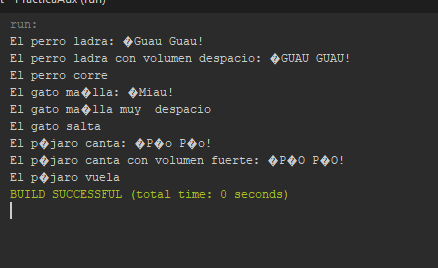 run:
El perro ladra: �Guau Guau!
El perro ladra con volumen despacio: �GUAU GUAU!
El perro corre
El gato ma�lla: �Miau!
El gato ma�lla muy  despacio
El gato salta
El p�jaro canta: �P�o P�o!
El p�jaro canta con volumen fuerte: �P�O P�O!
El p�jaro vuela
BUILD SUCCESSFUL (total time: 0 seconds)